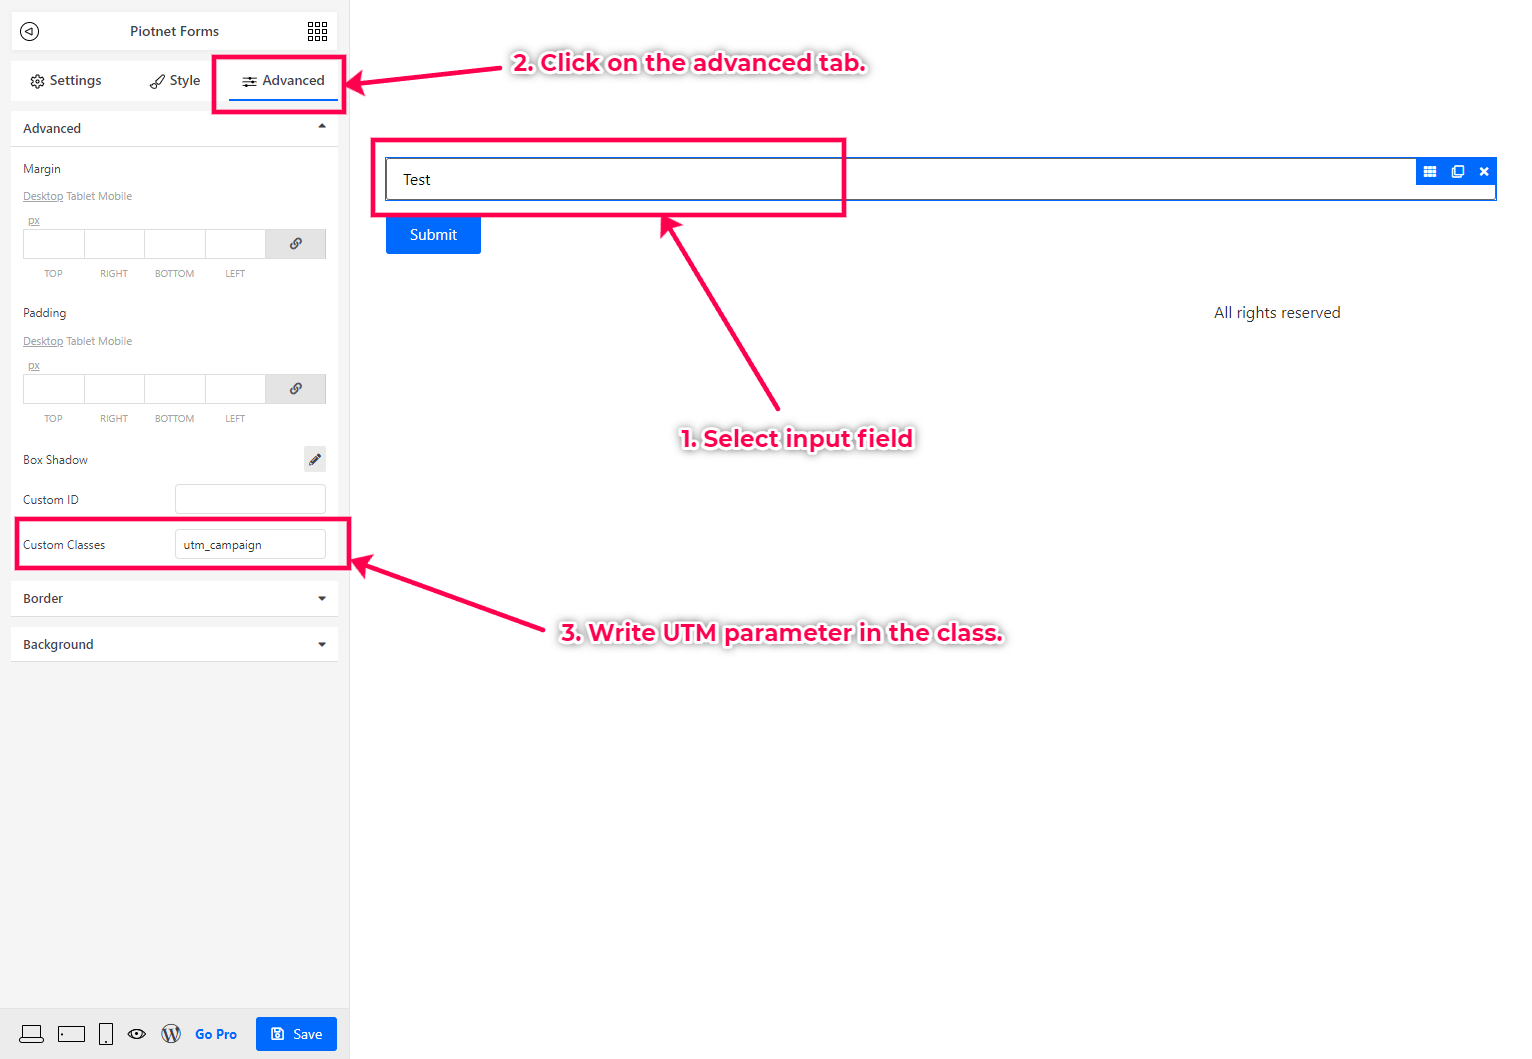 Piotnet Forms
Settings
Style
Advanced
Advanced
Margin
Desktop Tablet Mobile
px
TOP RIGHT BOTTOM LEFT
Padding
Desktop Tablet Mobile
px
TOP RIGHT BOTTOM LEFT
Box Shadow
Custom ID
Custom Classes utm_campaign
Border
Background
Go Pro
Save
2. Click on the advanced tab.
Test
Submit
All rights reserved
1. Select input field
3. Write UTM parameter in the class.